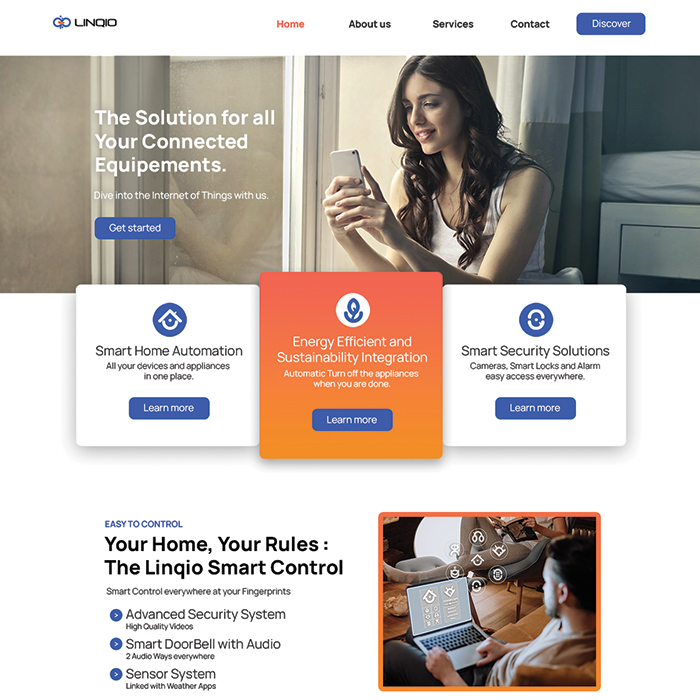 LINQIO
Home
About us
Services
Contact
Discover
The Solution for all
Your Connected
Equipements.
Dive into the Internet of Things with us.
Get started
Smart Home Automation
All your devices and appliances
in one place.
Learn more
Energy Efficient and
Sustainability Integration
Automatic Turn off the appliances
when you are done.
Learn more
Smart Security Solutions
Cameras, Smart Locks and Alarm
easy access everywhere.
Learn more
EASY TO CONTROL
Your Home, Your Rules :
The Linqio Smart Control
Smart Control everywhere at your Fingerprints
> Advanced Security System
High Quality Videos
> Smart DoorBell with Audio
2 Audio Ways everywhere
> Sensor System
Linked with Weather Apps